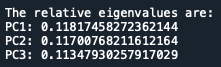 The relative eigenvalues are:
PC1: 0.11817458272362144
PC2: 0.11700768211612164
PC3: 0.11347930257917029